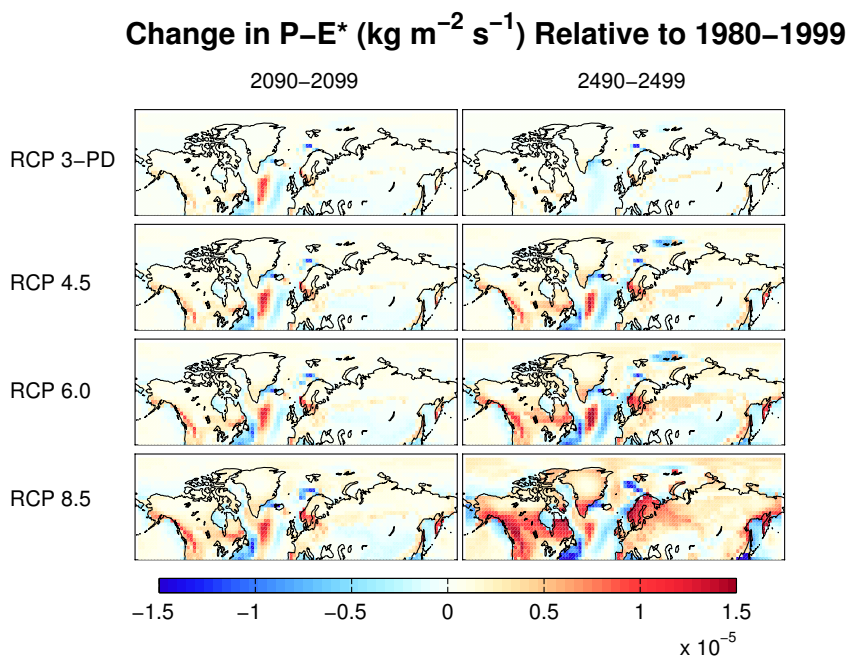 Change in P−E* (kg m⁻² s⁻¹) Relative to 1980−1999
2090−2099 2490−2499
RCP 3−PD
RCP 4.5
RCP 6.0
RCP 8.5
−1.5 −1 −0.5 0 0.5 1 1.5
x 10⁻⁵